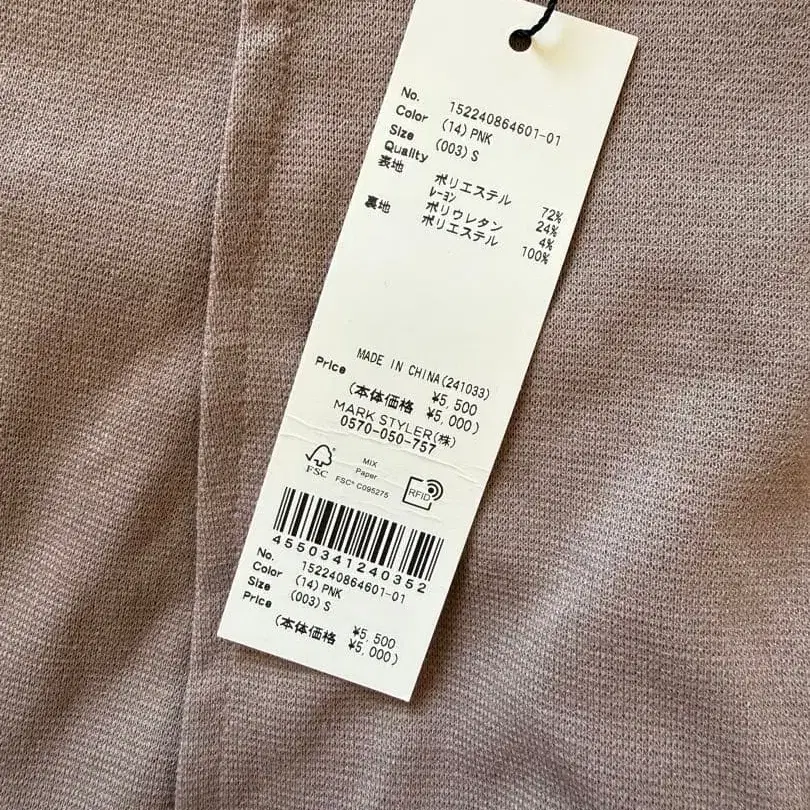 No. 152240864601-01
Color (14) PNK
Size (003) S
Quality
表地 ポリエステル 72%
レーヨン 24%
ポリウレタン 4%
裏地 ポリエステル 100%
MADE IN CHINA(241033)
Price ¥5,500
(本体価格 ¥5,000)
MARK STYLER(株)
0570-050-757
FSC
MIX
Paper
FSC® C095275
RFID
4550341240352
No. 152240864601-01
Color (14) PNK
Size (003) S
Price ¥5,500
(本体価格 ¥5,000)